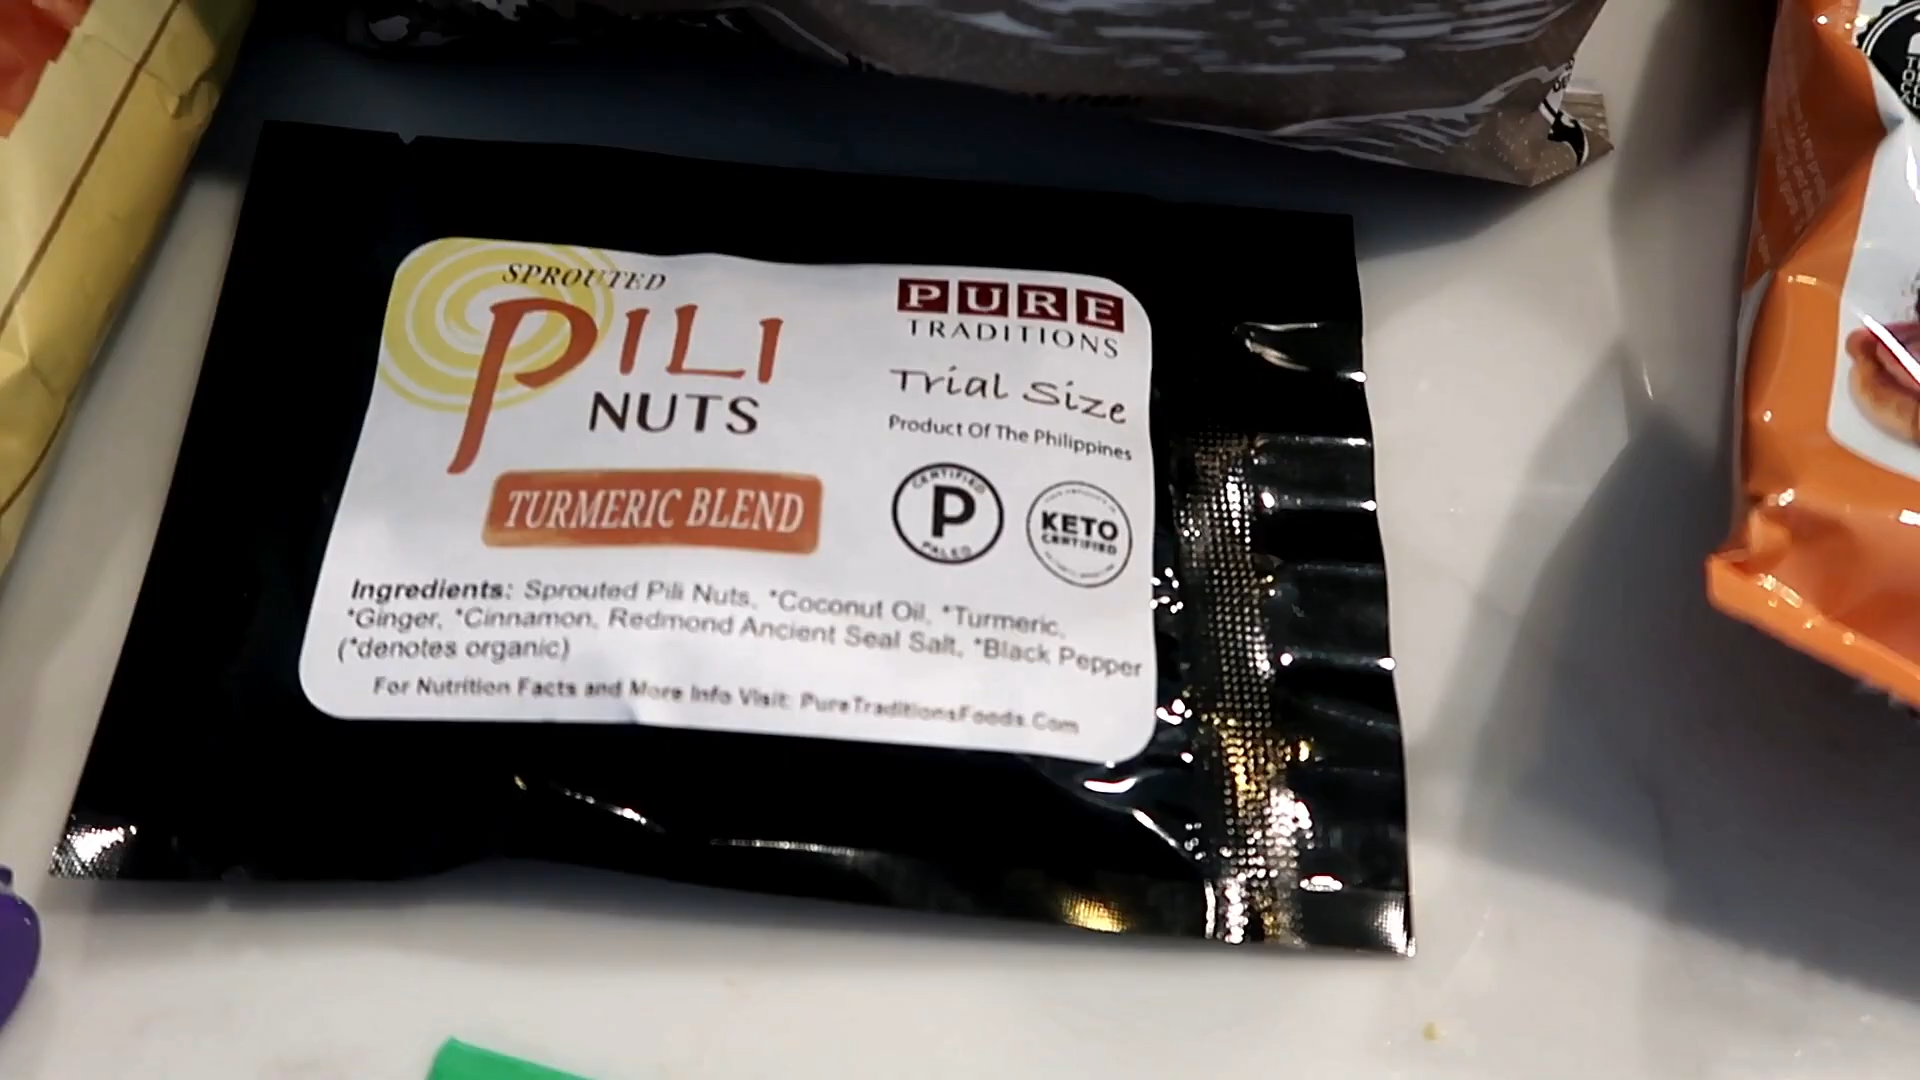 SPROUTED
PILI
NUTS
TURMERIC BLEND
PURE
TRADITIONS
Trial Size
Product Of The Philippines
CERTIFIED
P
PALEO
KETO
CERTIFIED
Ingredients: Sprouted Pili Nuts, *Coconut Oil, *Turmeric,
*Ginger, *Cinnamon, Redmond Ancient Seal Salt, *Black Pepper
(*denotes organic)
For Nutrition Facts and More Info Visit: PureTraditionsFoods.Com